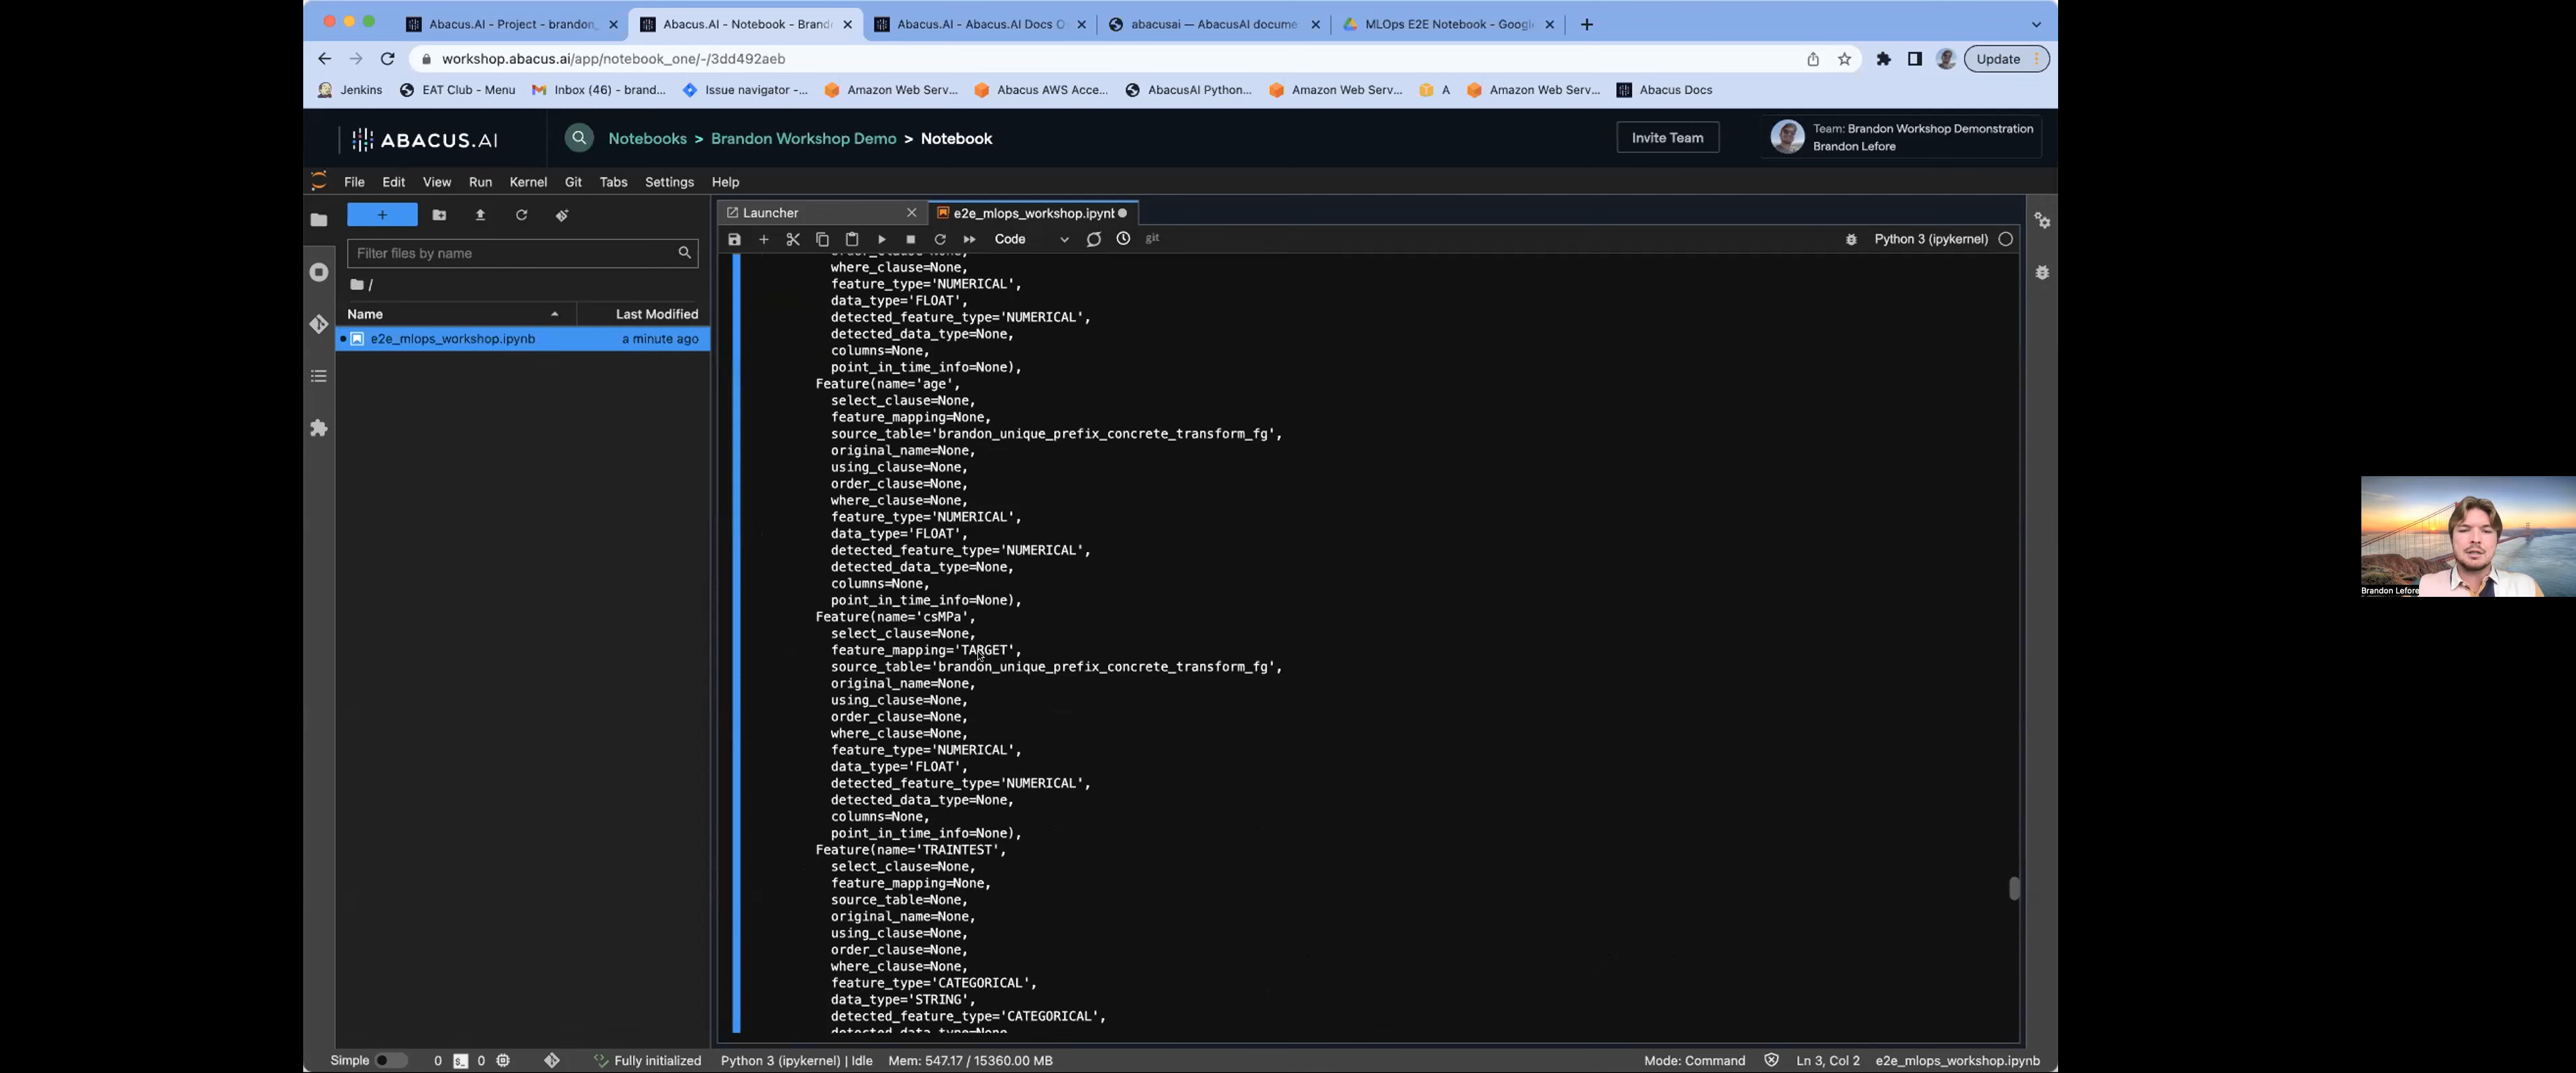 Abacus.AI - Project - brandon_
Abacus.AI - Notebook - Brand
Abacus.AI - Abacus.AI Docs O
abacusai — AbacusAI docume
MLOps E2E Notebook - Googl
workshop.abacus.ai/app/notebook_one/-/3dd492aeb
Update
Jenkins
EAT Club - Menu
Inbox (46) - brand...
Issue navigator -...
Amazon Web Serv...
Abacus AWS Acce...
AbacusAI Python...
Amazon Web Serv...
A
Amazon Web Serv...
Abacus Docs
ABACUS.AI
Notebooks > Brandon Workshop Demo > Notebook
Invite Team
Team: Brandon Workshop Demonstration
Brandon Lefore
File Edit View Run Kernel Git Tabs Settings Help
Launcher
e2e_mlops_workshop.ipynb
Code
git
Python 3 (ipykernel)
Filter files by name
/
Name
Last Modified
e2e_mlops_workshop.ipynb
a minute ago
order_clause=None,
where_clause=None,
feature_type='NUMERICAL',
data_type='FLOAT',
detected_feature_type='NUMERICAL',
detected_data_type=None,
columns=None,
point_in_time_info=None),
Feature(name='age',
select_clause=None,
feature_mapping=None,
source_table='brandon_unique_prefix_concrete_transform_fg',
original_name=None,
using_clause=None,
order_clause=None,
where_clause=None,
feature_type='NUMERICAL',
data_type='FLOAT',
detected_feature_type='NUMERICAL',
detected_data_type=None,
columns=None,
point_in_time_info=None),
Feature(name='csMPa',
select_clause=None,
feature_mapping='TARGET',
source_table='brandon_unique_prefix_concrete_transform_fg',
original_name=None,
using_clause=None,
order_clause=None,
where_clause=None,
feature_type='NUMERICAL',
data_type='FLOAT',
detected_feature_type='NUMERICAL',
detected_data_type=None,
columns=None,
point_in_time_info=None),
Feature(name='TRAINTEST',
select_clause=None,
feature_mapping=None,
source_table=None,
original_name=None,
using_clause=None,
order_clause=None,
where_clause=None,
feature_type='CATEGORICAL',
data_type='STRING',
detected_feature_type='CATEGORICAL',
detected_data_type=None
Brandon Lefore
Simple
0
0
Fully initialized
Python 3 (ipykernel) | Idle
Mem: 547.17 / 15360.00 MB
Mode: Command
Ln 3, Col 2
e2e_mlops_workshop.ipynb